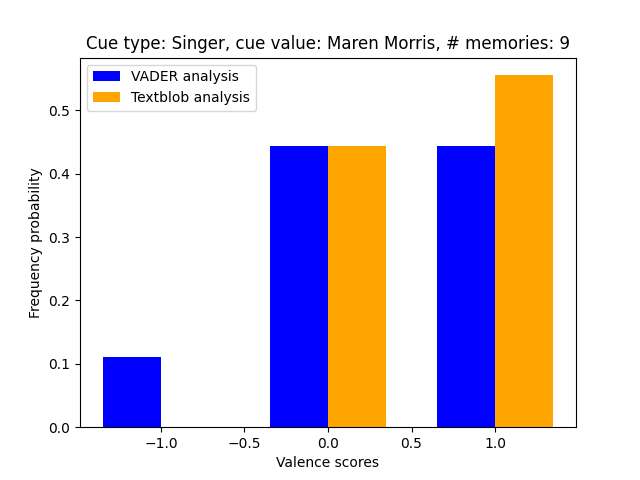 Cue type: Singer, cue value: Maren Morris, # memories: 9
VADER analysis
Textblob analysis
Frequency probability
0.5
0.4
0.3
0.2
0.1
0.0
−1.0 −0.5 0.0 0.5 1.0
Valence scores